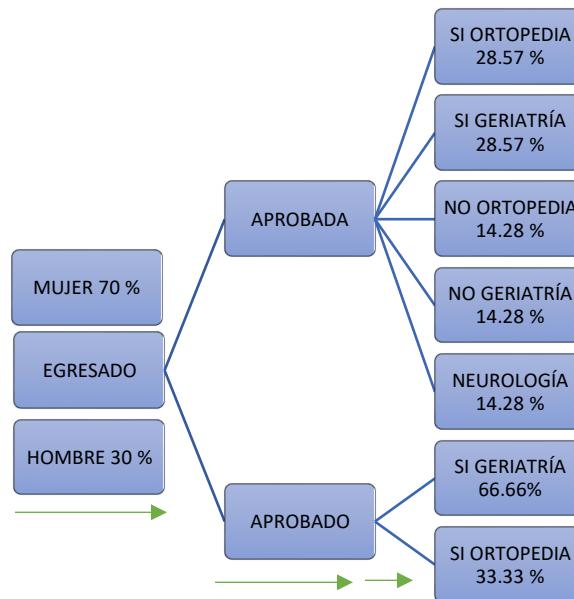 MUJER 70 %
EGRESADO
HOMBRE 30 %
APROBADA
APROBADO
SI ORTOPEDIA
28.57 %
SI GERIATRÍA
28.57 %
NO ORTOPEDIA
14.28 %
NO GERIATRÍA
14.28 %
NEUROLOGÍA
14.28 %
SI GERIATRÍA
66.66%
SI ORTOPEDIA
33.33 %